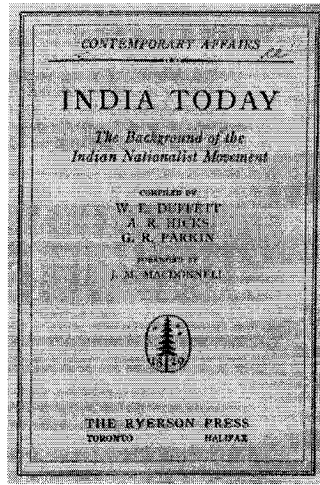 CONTEMPORARY AFFAIRS
INDIA TODAY
The Background of the
Indian Nationalist Movement
COMPILED BY
W. E. DUFFETT
A. R. HICKS
G. R. PARKIN
FOREWORD BY
J. M. MACDONNELL
THE RYERSON PRESS
TORONTO HALIFAX